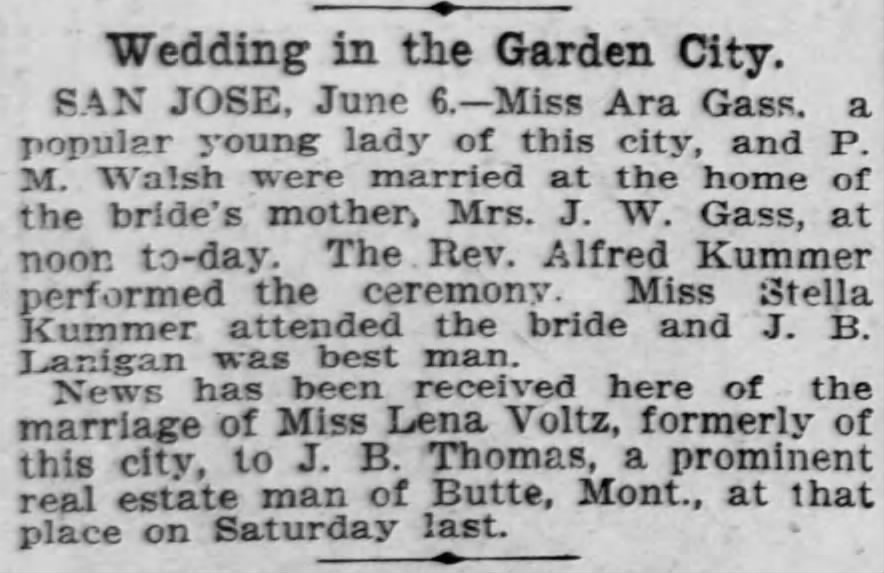 Wedding in the Garden City.
SAN JOSE, June 6.—Miss Ara Gass, a
popular young lady of this city, and P.
M. Walsh were married at the home of
the bride's mother, Mrs. J. W. Gass, at
noon to-day. The Rev. Alfred Kummer
performed the ceremony. Miss Stella
Kummer attended the bride and J. B.
Lanigan was best man.
News has been received here of the
marriage of Miss Lena Voltz, formerly of
this city, to J. B. Thomas, a prominent
real estate man of Butte, Mont., at that
place on Saturday last.